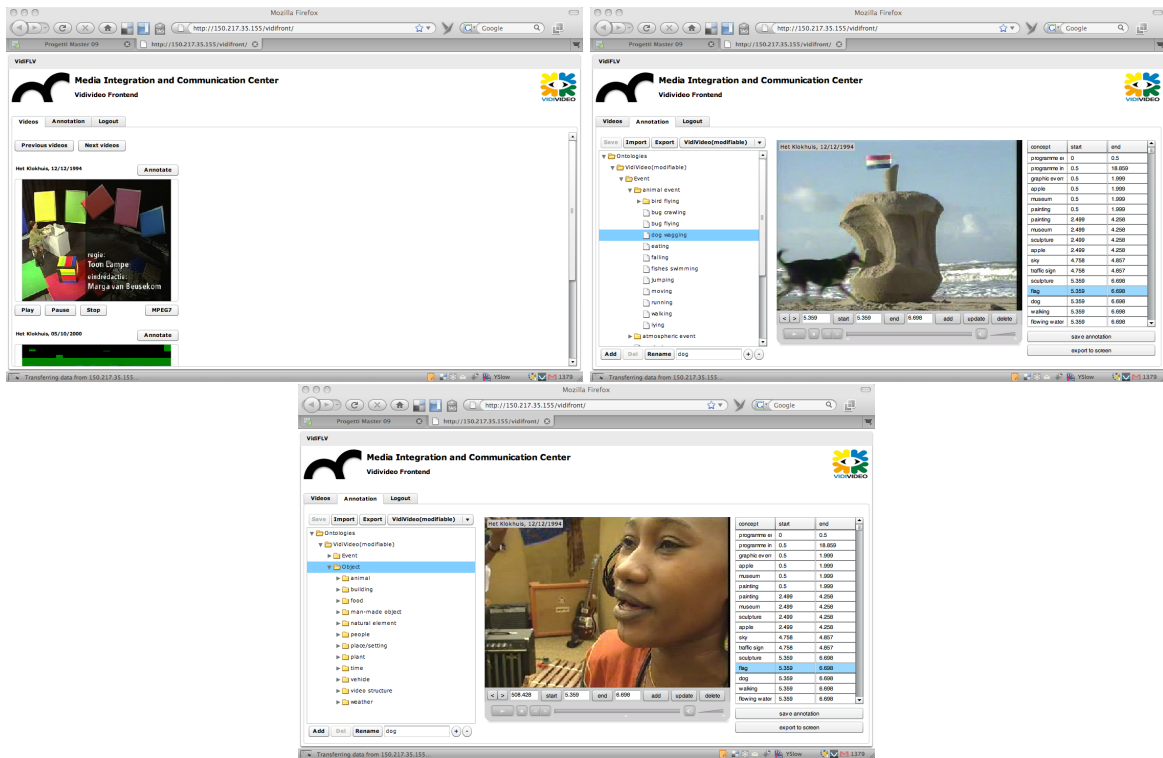 Mozilla Firefox
http://150.217.35.155/vidifront/
Google
Progetti Master 09
http://150.217.35.155/vidifront/
VidiFLV
Media Integration and Communication Center
Vidivideo Frontend
VIDIVIDEO
Videos Annotation Logout
Previous videos Next videos
Het Klokhuis, 12/12/1994 Annotate
regie:
Toon Lampe
eindredactie:
Marga van Beusekom
Play Pause Stop MPEG7
Het Klokhuis, 05/10/2000 Annotate
Transferring data from 150.217.35.155... YSlow 1379
Mozilla Firefox
http://150.217.35.155/vidifront/
Google
Progetti Master 09
http://150.217.35.155/vidifront/
VidiFLV
Media Integration and Communication Center
Vidivideo Frontend
VIDIVIDEO
Videos Annotation Logout
Save Import Export VidiVideo(modifiable)
Ontologies
VidiVideo(modifiable)
Event
animal event
bird flying
bug crawling
bug flying
dog wagging
eating
falling
fishes swimming
jumping
moving
running
walking
lying
atmospheric event
Add Del Rename dog + -
Het Klokhuis, 12/12/1994
< > 5.359 start 5.359 end 6.698 add update delete
concept start end
programme e 0 0.5
programme in 0.5 18.859
graphic even 0.5 1.999
apple 0.5 1.999
museum 0.5 1.999
painting 0.5 1.999
painting 2.499 4.258
museum 2.499 4.258
sculpture 2.499 4.258
apple 2.499 4.258
sky 4.758 4.857
traffic sign 4.758 4.857
sculpture 5.359 6.698
flag 5.359 6.698
dog 5.359 6.698
walking 5.359 6.698
flowing water 5.359 6.698
save annotation
export to screen
Transferring data from 150.217.35.155... YSlow 1379
Mozilla Firefox
http://150.217.35.155/vidifront/
Google
Progetti Master 09
http://150.217.35.155/vidifront/
VidiFLV
Media Integration and Communication Center
Vidivideo Frontend
VIDIVIDEO
Videos Annotation Logout
Save Import Export VidiVideo(modifiable)
Ontologies
VidiVideo(modifiable)
Event
Object
animal
building
food
man-made object
natural element
people
place/setting
plant
time
vehicle
video structure
weather
Add Del Rename dog + -
Het Klokhuis, 12/12/1994
< > 508.428 start 5.359 end 6.698 add update delete
concept start end
programme e 0 0.5
programme in 0.5 18.859
graphic even 0.5 1.999
apple 0.5 1.999
museum 0.5 1.999
painting 0.5 1.999
painting 2.499 4.258
museum 2.499 4.258
sculpture 2.499 4.258
apple 2.499 4.258
sky 4.758 4.857
traffic sign 4.758 4.857
sculpture 5.359 6.698
flag 5.359 6.698
dog 5.359 6.698
walking 5.359 6.698
flowing water 5.359 6.698
save annotation
export to screen
Transferring data from 150.217.35.155... YSlow 1379